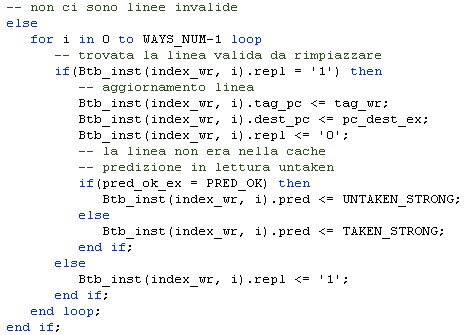 -- non ci sono linee invalide
else
   for i in 0 to WAYS_NUM-1 loop
      -- trovata la linea valida da rimpiazzare
      if(Btb_inst(index_wr, i).repl = '1') then
         -- aggiornamento linea
         Btb_inst(index_wr, i).tag_pc <= tag_wr;
         Btb_inst(index_wr, i).dest_pc <= pc_dest_ex;
         Btb_inst(index_wr, i).repl <= '0';
         -- la linea non era nella cache
         -- predizione in lettura untaken
         if(pred_ok_ex = PRED_OK) then
            Btb_inst(index_wr, i).pred <= UNTAKEN_STRONG;
         else
            Btb_inst(index_wr, i).pred <= TAKEN_STRONG;
         end if;
      else
         Btb_inst(index_wr, i).repl <= '1';
      end if;
   end loop;
end if;